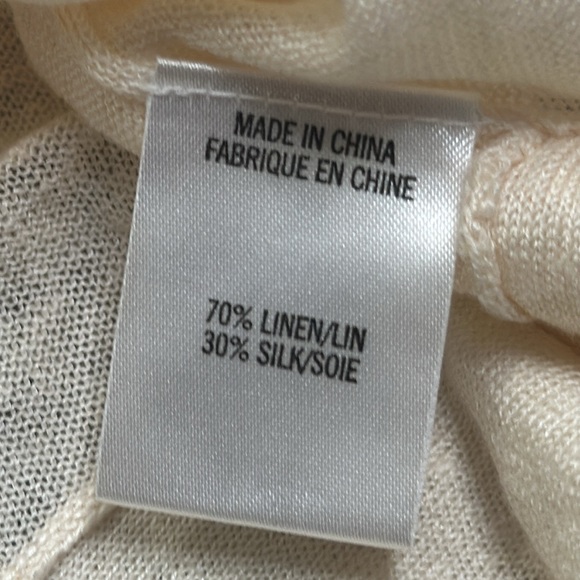 MADE IN CHINA
FABRIQUE EN CHINE
70% LINEN/LIN
30% SILK/SOIE